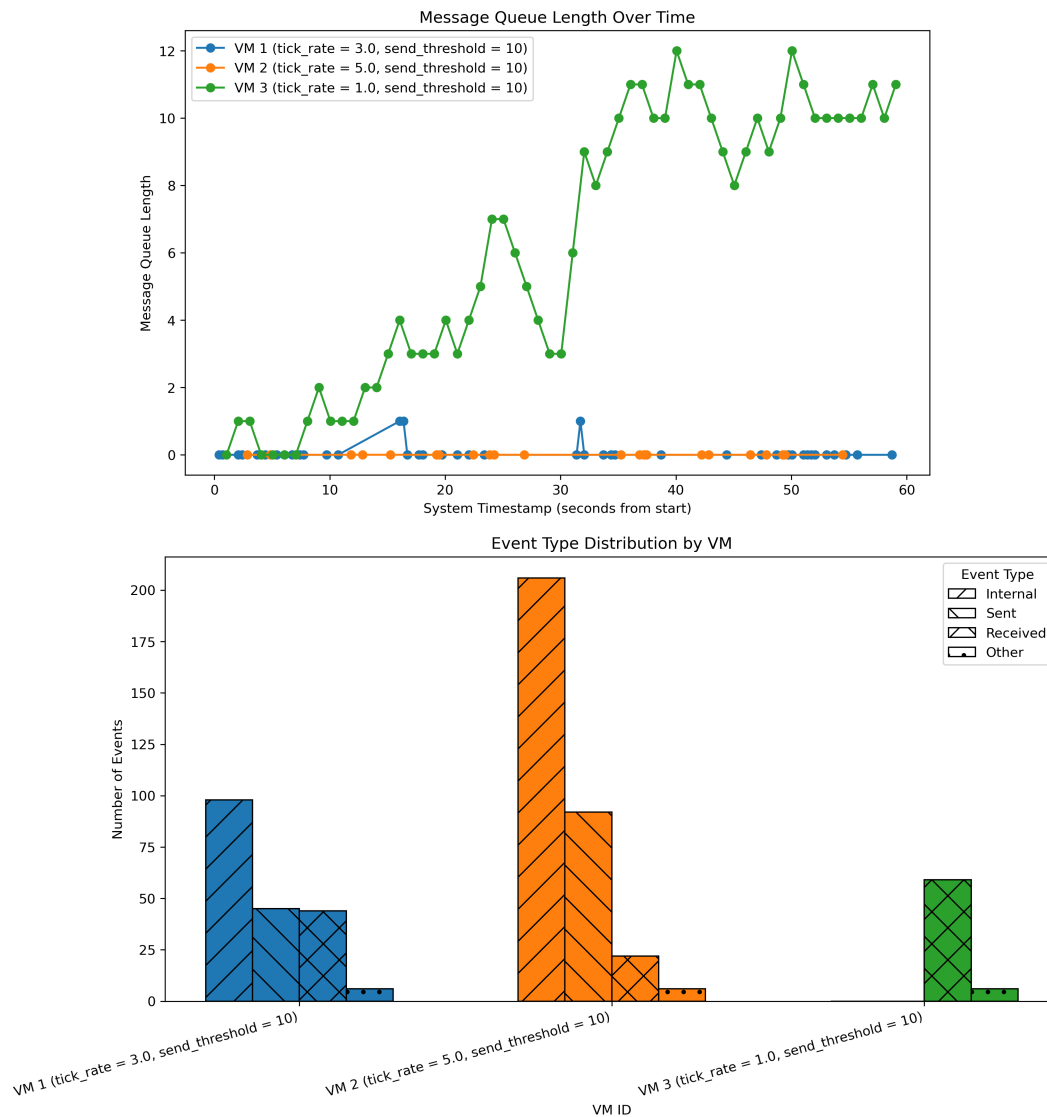 Message Queue Length Over Time
VM 1 (tick_rate = 3.0, send_threshold = 10)
VM 2 (tick_rate = 5.0, send_threshold = 10)
VM 3 (tick_rate = 1.0, send_threshold = 10)
Message Queue Length
12
10
8
6
4
2
0
0 10 20 30 40 50 60
System Timestamp (seconds from start)
Event Type Distribution by VM
Event Type
Internal
Sent
Received
Other
Number of Events
200
175
150
125
100
75
50
25
0
VM 1 (tick_rate = 3.0, send_threshold = 10)
VM 2 (tick_rate = 5.0, send_threshold = 10)
VM 3 (tick_rate = 1.0, send_threshold = 10)
VM ID